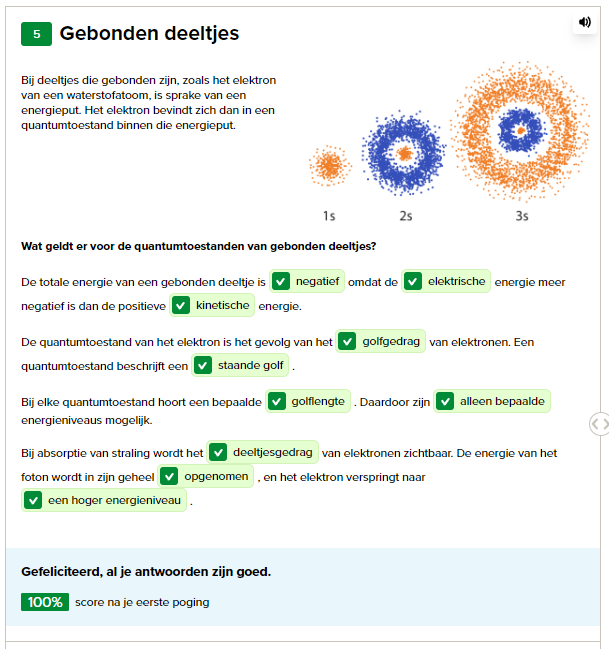 5 Gebonden deeltjes
Bij deeltjes die gebonden zijn, zoals het elektron
van een waterstofatoom, is sprake van een
energieput. Het elektron bevindt zich dan in een
quantumtoestand binnen die energieput.
1s 2s 3s
Wat geldt er voor de quantumtoestanden van gebonden deeltjes?
De totale energie van een gebonden deeltje is negatief omdat de elektrische energie meer
negatief is dan de positieve kinetische energie.
De quantumtoestand van het elektron is het gevolg van het golfgedrag van elektronen. Een
quantumtoestand beschrijft een staande golf .
Bij elke quantumtoestand hoort een bepaalde golflengte . Daardoor zijn alleen bepaalde
energieniveaus mogelijk.
Bij absorptie van straling wordt het deeltjesgedrag van elektronen zichtbaar. De energie van het
foton wordt in zijn geheel opgenomen , en het elektron verspringt naar
een hoger energieniveau .
Gefeliciteerd, al je antwoorden zijn goed.
100% score na je eerste poging